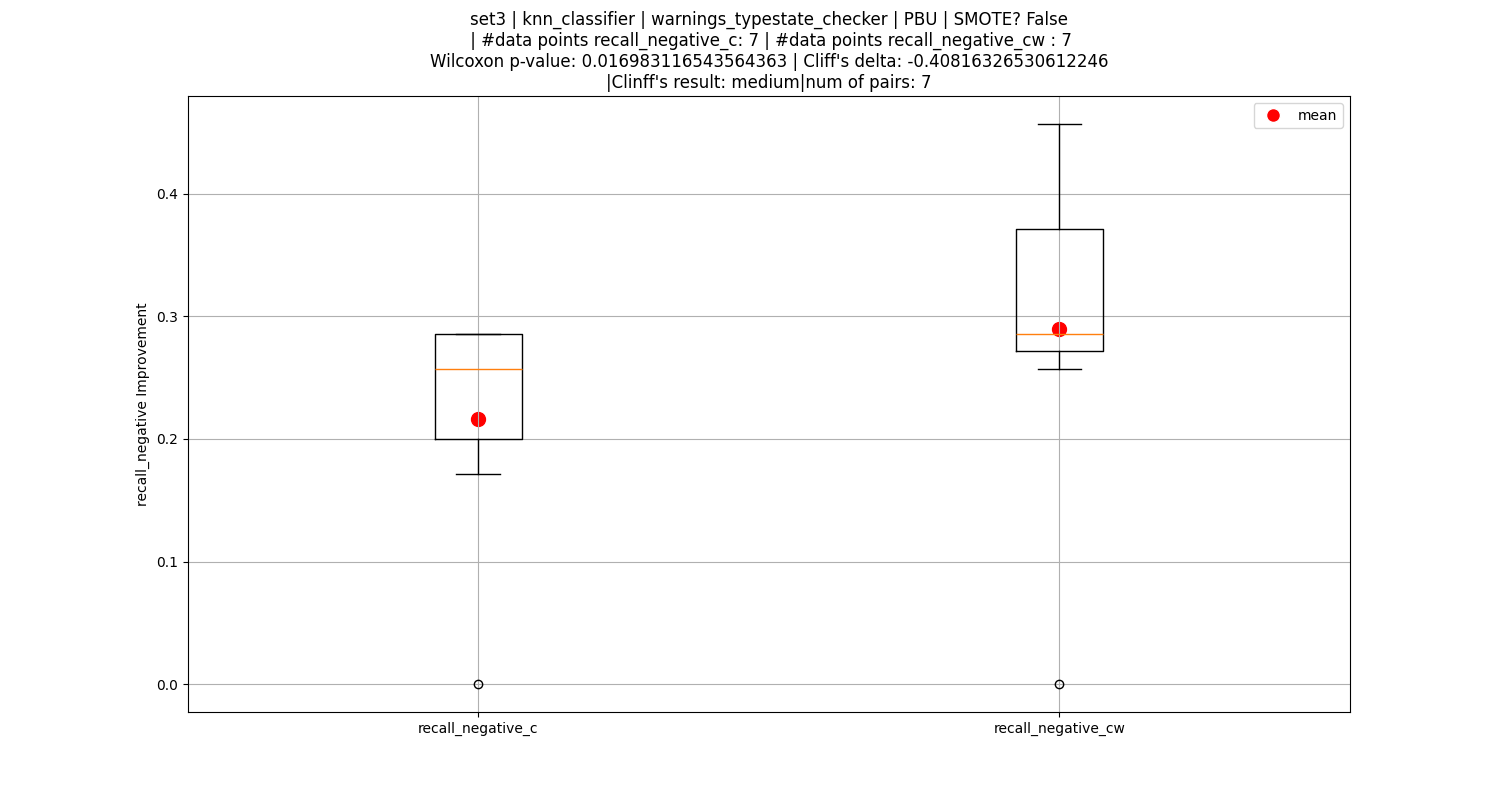 set3 | knn_classifier | warnings_typestate_checker | PBU | SMOTE? False
| #data points recall_negative_c: 7 | #data points recall_negative_cw : 7
Wilcoxon p-value: 0.016983116543564363 | Cliff's delta: -0.40816326530612246
|Clinff's result: medium|num of pairs: 7
mean
recall_negative Improvement
0.4
0.3
0.2
0.1
0.0
recall_negative_c
recall_negative_cw